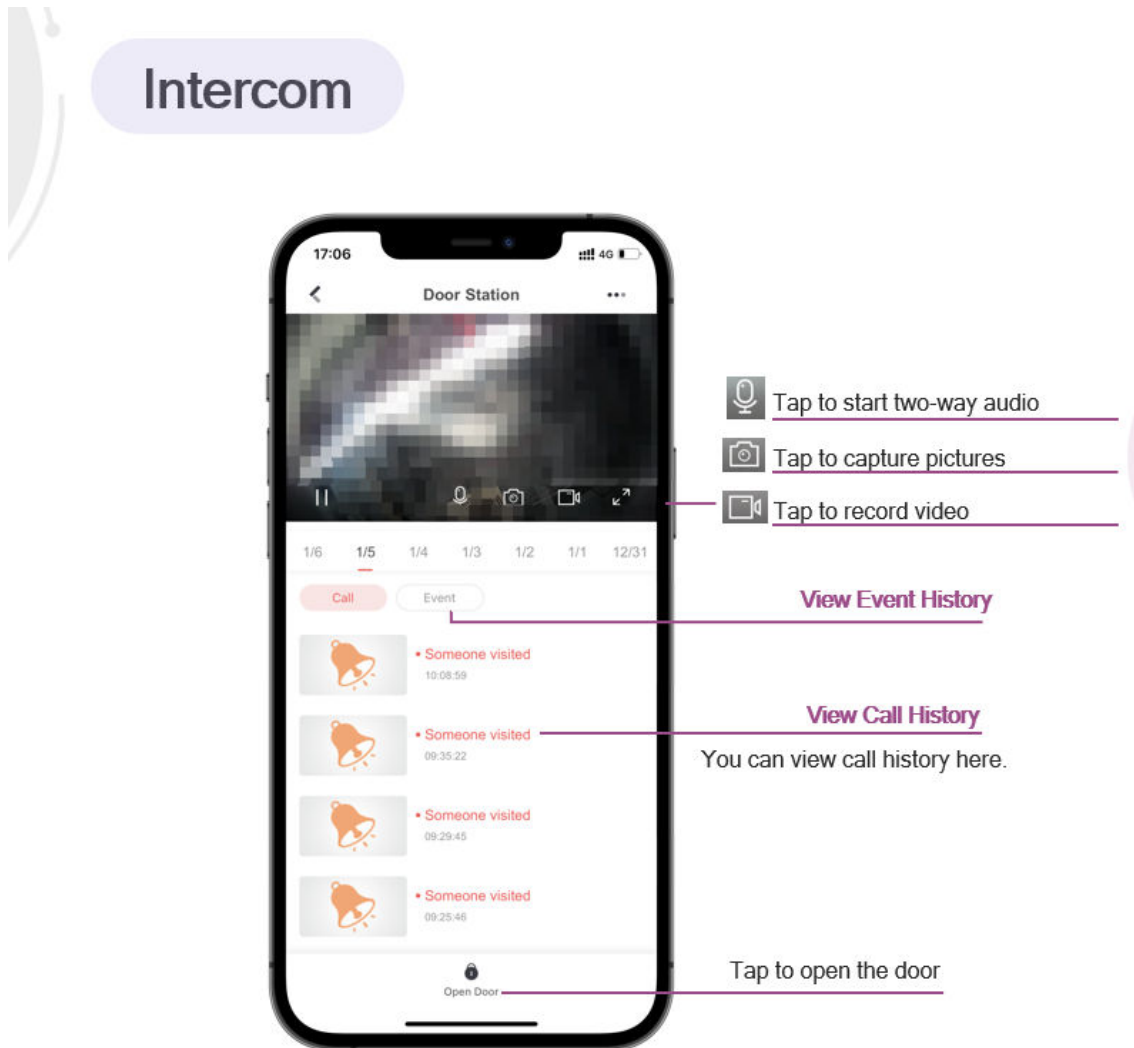 Intercom
17:06
4G
Door Station
Tap to start two-way audio
Tap to capture pictures
Tap to record video
1/6 1/5 1/4 1/3 1/2 1/1 12/31
Call Event
View Event History
• Someone visited
10:08:59
View Call History
• Someone visited
09:35:22
You can view call history here.
• Someone visited
09:29:45
• Someone visited
09:25:46
Tap to open the door
Open Door